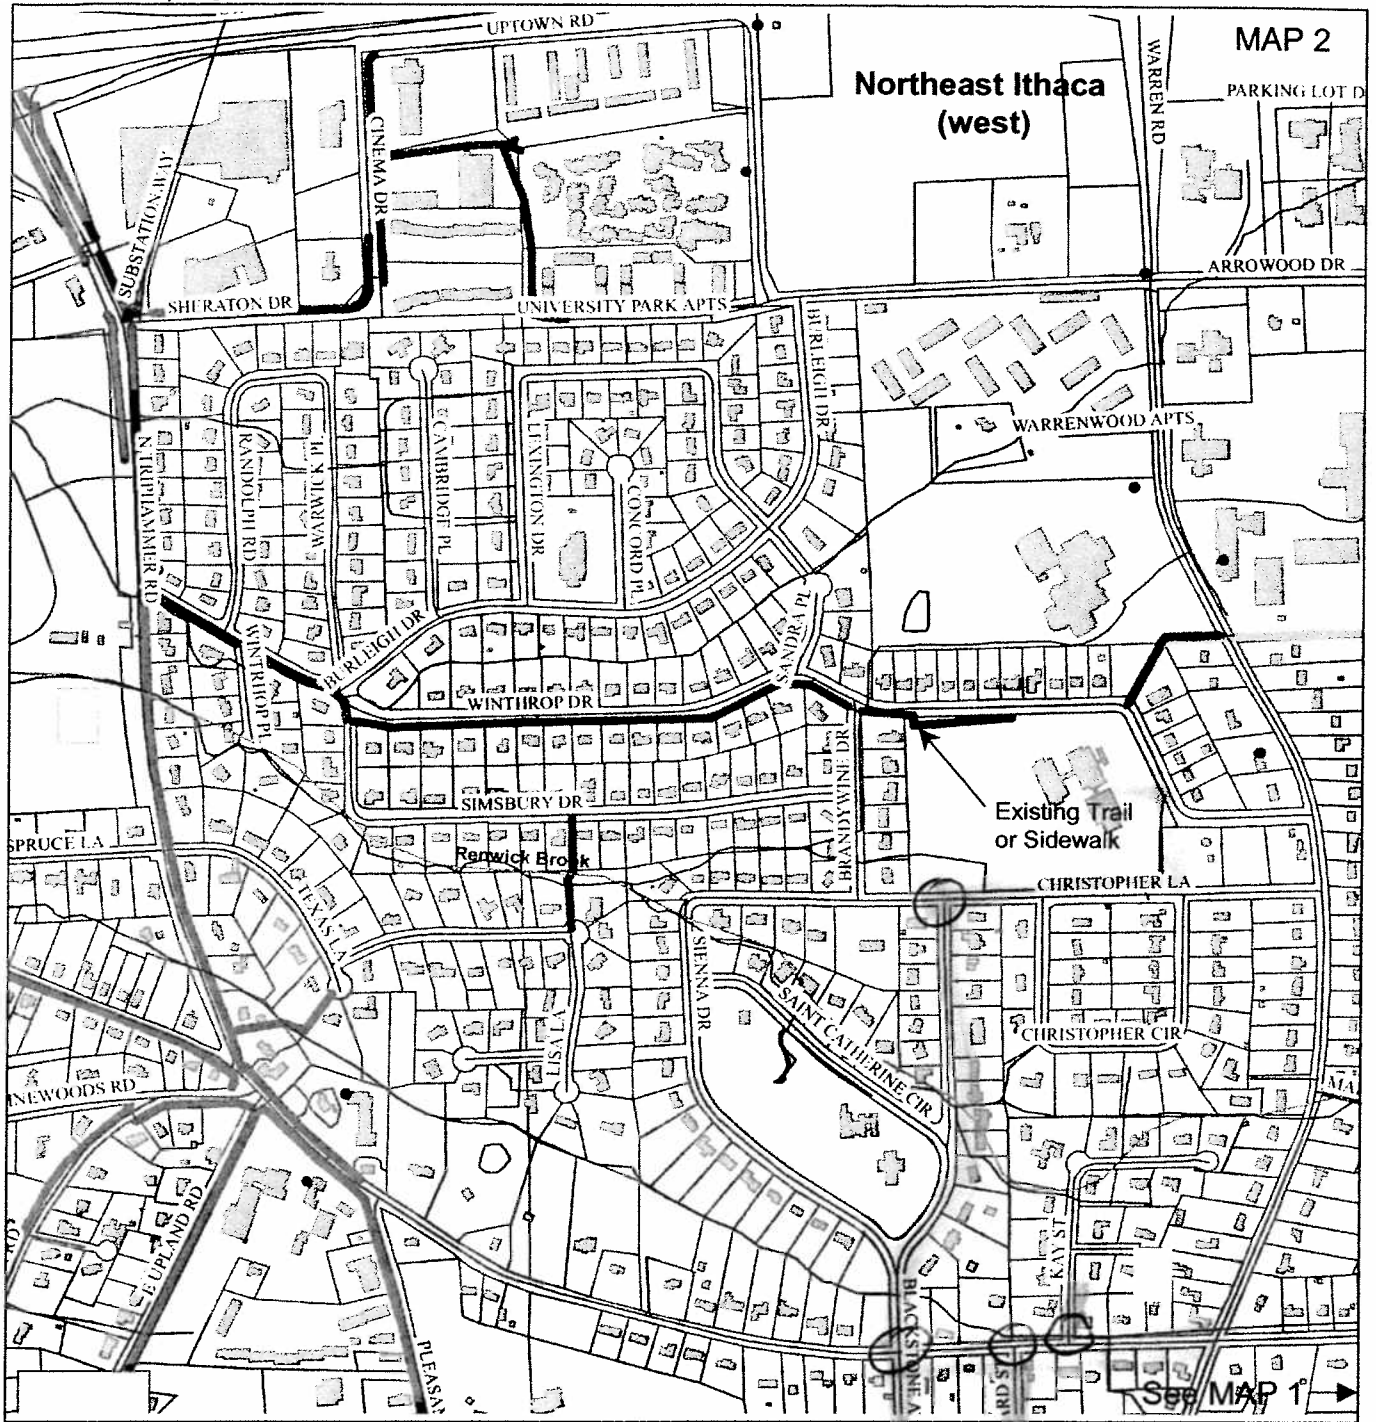 UPTOWN RD
MAP 2
Northeast Ithaca
(west)
WARREN RD
PARKING LOT D
CINEMA DR
SUBSTATION WAY
ARROWOOD DR
SHERATON DR
UNIVERSITY PARK APTS
BURLEIGH DR
WARRENWOOD APTS
N TRIPHAMMER RD
RANDOLPH RD
WARWICK PL
CAMBRIDGE PL
LEXINGTON DR
CONCORD PL
BURLEIGH DR
SANDRA PL
WINTRHOP PL
WINTHROP DR
SIMSBURY DR
BRANDYWINE DR
Existing Trail
or Sidewalk
SPRUCE LA
Renwick Brook
TEXAS LA
CHRISTOPHER LA
SIENNA DR
SAINT CATHERINE CIR
CHRISTOPHER CIR
LISA LA
INEWOODS RD
MA
E UPLAND RD
KAY ST
BLACKSTONE A
PLEASAN
ARD S
See MAP 1